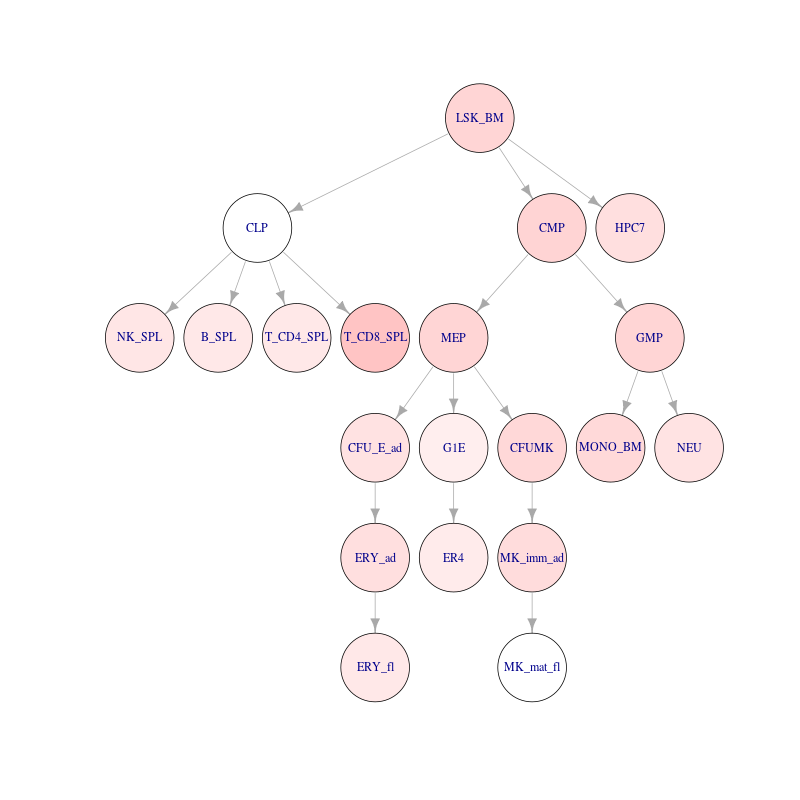 LSK_BM
CLP
CMP
HPC7
NK_SPL
B_SPL
T_CD4_SPL
T_CD8_SPL
MEP
GMP
CFU_E_ad
G1E
CFUMK
MONO_BM
NEU
ERY_ad
ER4
MK_imm_ad
ERY_fl
MK_mat_fl